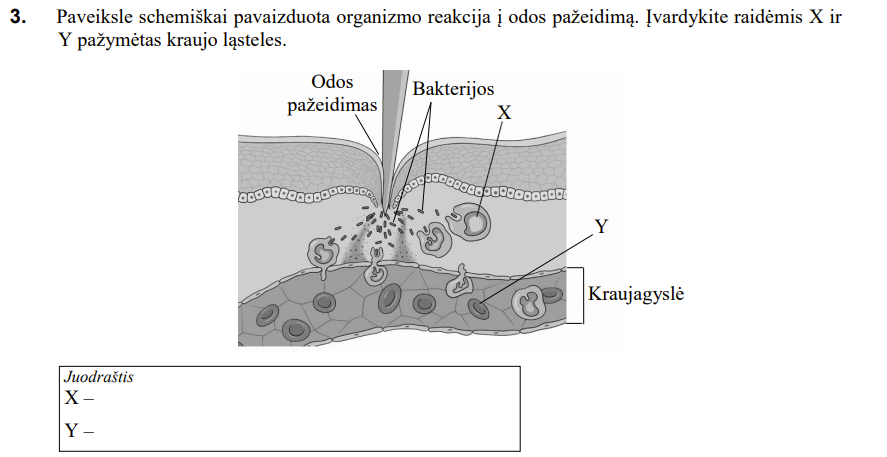 3. Paveiksle schemiškai pavaizduota organizmo reakcija į odos pažeidimą. Įvardykite raidėmis X ir
Y pažymėtas kraujo ląsteles.
Odos
pažeidimas
Bakterijos
X
Y
Kraujagyslė
Juodraštis
X –
Y –